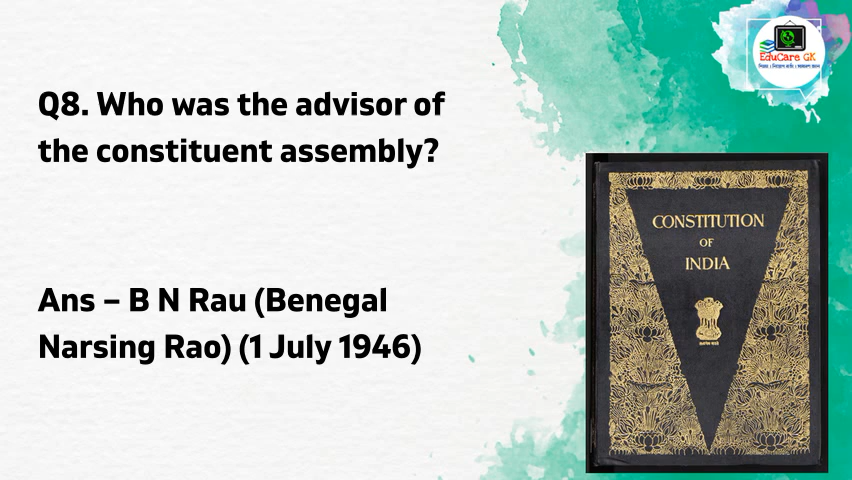 EduCare GK
Q8. Who was the advisor of
the constituent assembly?
CONSTITUTION
OF
INDIA
Ans – B N Rau (Benegal
Narsing Rao) (1 July 1946)